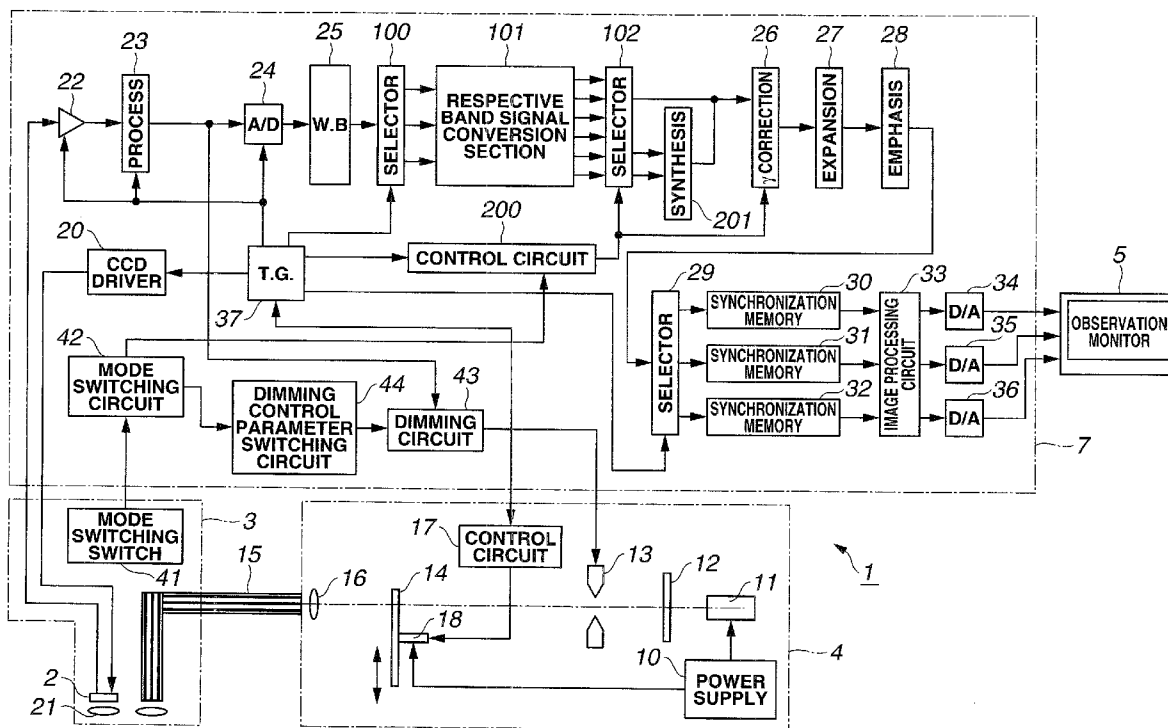 23
25
100
101
102
26
27
28
22
24
PROCESS
A/D
W.B
SELECTOR
RESPECTIVE
BAND SIGNAL
CONVERSION
SECTION
SELECTOR
SYNTHESIS
γ CORRECTION
EXPANSION
EMPHASIS
201
20
200
CCD
DRIVER
T.G.
CONTROL CIRCUIT
37
29
30
33
34
5
SELECTOR
SYNCHRONIZATION
MEMORY
31
SYNCHRONIZATION
MEMORY
32
SYNCHRONIZATION
MEMORY
IMAGE PROCESSING
CIRCUIT
D/A
35
D/A
36
D/A
OBSERVATION
MONITOR
42
MODE
SWITCHING
CIRCUIT
44
DIMMING
CONTROL
PARAMETER
SWITCHING
CIRCUIT
43
DIMMING
CIRCUIT
7
MODE
SWITCHING
SWITCH
41
3
15
16
17
CONTROL
CIRCUIT
14
18
13
12
11
1
10
POWER
SUPPLY
4
2
21